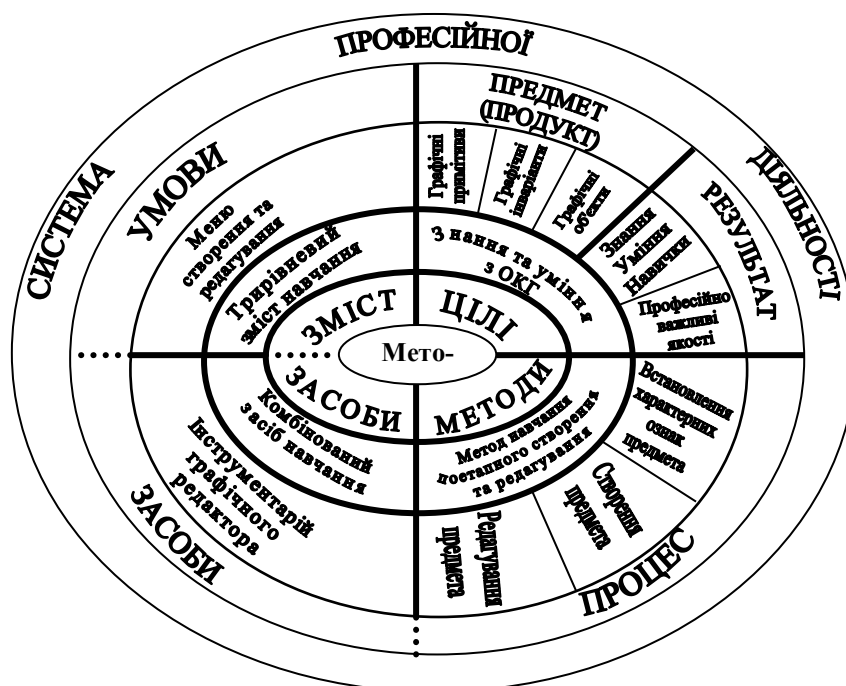 СИСТЕМА
ПРОФЕСІЙНОЇ
ДІЯЛЬНОСТІ
УМОВИ
ПРЕДМЕТ
(ПРОДУКТ)
РЕЗУЛЬТАТ
ПРОЦЕС
ЗАСОБИ
Меню
створення та
редагування
Графічні
примітиви
Графічні
інваріанти
Графічні
об'єкти
Знання
Уміння
Навички
Професійно
важливі
якості
Встановлення
характерних
ознак
предмета
Створення
предмета
Редагування
предмета
Інструментарій
графічного
редактора
Трирівневий
зміст навчання
Знання та уміння
з ОКГ
Метод навчання
поетапного створення
та редагування
Комбінований
засіб навчання
ЗМІСТ
ЦІЛІ
МЕТОДИ
ЗАСОБИ
Мето-